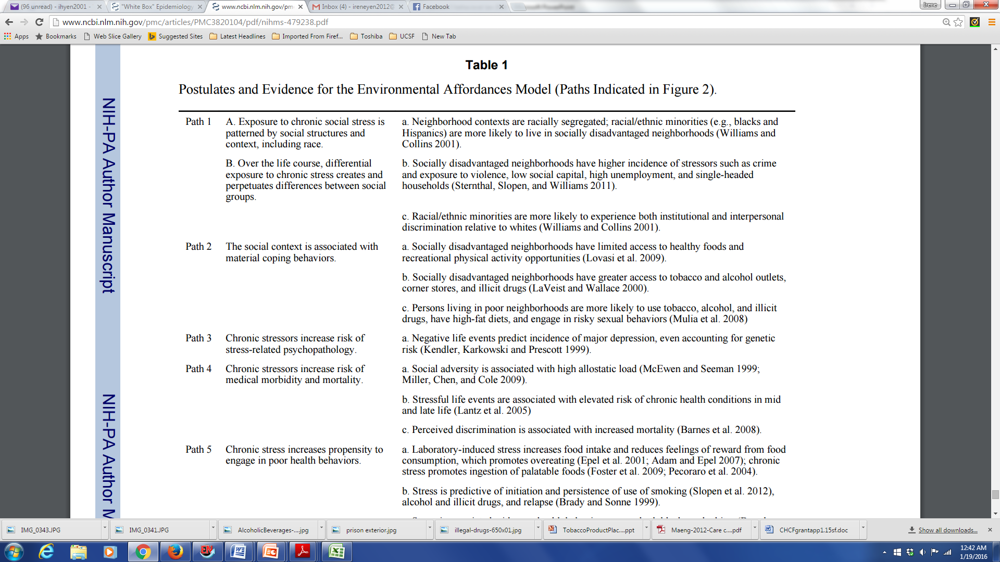 (96 unread) - ihyen2001 -
"White Box" Epidemiology
www.ncbi.nlm.nih.gov/pm
Inbox (4) - ireneyen2012@
Facebook
Irene
www.ncbi.nlm.nih.gov/pmc/articles/PMC3820104/pdf/nihms-479238.pdf
Apps
Bookmarks
Web Slice Gallery
Suggested Sites
Latest Headlines
Imported From Firef...
Toshiba
UCSF
New Tab
NIH-PA Author Manuscript
NIH-PA Author M
Table 1
Postulates and Evidence for the Environmental Affordances Model (Paths Indicated in Figure 2).
Path 1
A. Exposure to chronic social stress is
patterned by social structures and
context, including race.
a. Neighborhood contexts are racially segregated; racial/ethnic minorities (e.g., blacks and
Hispanics) are more likely to live in socially disadvantaged neighborhoods (Williams and
Collins 2001).
B. Over the life course, differential
exposure to chronic stress creates and
perpetuates differences between social
groups.
b. Socially disadvantaged neighborhoods have higher incidence of stressors such as crime
and exposure to violence, low social capital, high unemployment, and single-headed
households (Sternthal, Slopen, and Williams 2011).
c. Racial/ethnic minorities are more likely to experience both institutional and interpersonal
discrimination relative to whites (Williams and Collins 2001).
Path 2
The social context is associated with
material coping behaviors.
a. Socially disadvantaged neighborhoods have limited access to healthy foods and
recreational physical activity opportunities (Lovasi et al. 2009).
b. Socially disadvantaged neighborhoods have greater access to tobacco and alcohol outlets,
corner stores, and illicit drugs (LaVeist and Wallace 2000).
c. Persons living in poor neighborhoods are more likely to use tobacco, alcohol, and illicit
drugs, have high-fat diets, and engage in risky sexual behaviors (Mulia et al. 2008)
Path 3
Chronic stressors increase risk of
stress-related psychopathology.
a. Negative life events predict incidence of major depression, even accounting for genetic
risk (Kendler, Karkowski and Prescott 1999).
Path 4
Chronic stressors increase risk of
medical morbidity and mortality.
a. Social adversity is associated with high allostatic load (McEwen and Seeman 1999;
Miller, Chen, and Cole 2009).
b. Stressful life events are associated with elevated risk of chronic health conditions in mid
and late life (Lantz et al. 2005)
c. Perceived discrimination is associated with increased mortality (Barnes et al. 2008).
Path 5
Chronic stress increases propensity to
engage in poor health behaviors.
a. Laboratory-induced stress increases food intake and reduces feelings of reward from food
consumption, which promotes overeating (Epel et al. 2001; Adam and Epel 2007); chronic
stress promotes ingestion of palatable foods (Foster et al. 2009; Pecoraro et al. 2004).
b. Stress is predictive of initiation and persistence of use of smoking (Slopen et al. 2012),
alcohol and illicit drugs, and relapse (Brady and Sonne 1999).
IMG_0343.JPG
IMG_0341.JPG
AlcoholicBeverages-....jpg
prison exterior.jpg
illegal-drugs-650x01.jpg
TobaccoProductPlac....ppt
Maeng-2012-Care c....pdf
CHCFgrantapp1.15sf.doc
Show all downloads...
12:42 AM
1/19/2016